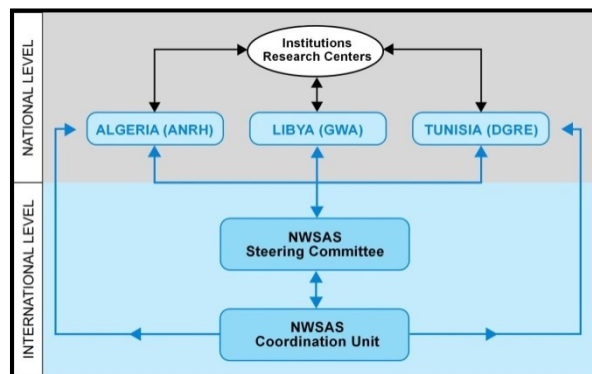 NATIONAL LEVEL
Institutions
Research Centers
ALGERIA (ANRH)
LIBYA (GWA)
TUNISIA (DGRE)
INTERNATIONAL LEVEL
NWSAS
Steering Committee
NWSAS
Coordination Unit